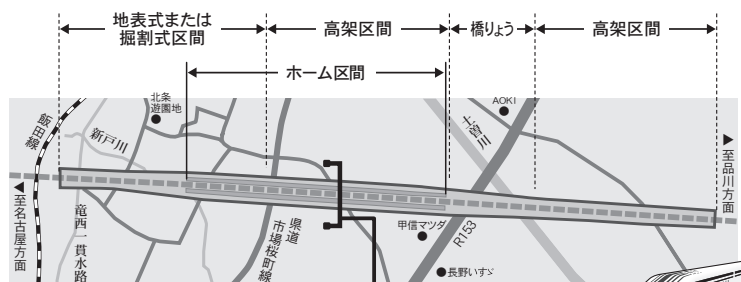 地表式または
掘割式区間
高架区間
橋りょう
高架区間
ホーム区間
飯田線
北条
遊園地
新戸川
AOKI
土曽川
至品川方面
至名古屋方面
竜西一貫水路
県道
市場桜町線
甲信マツダ
R153
長野いすゞ